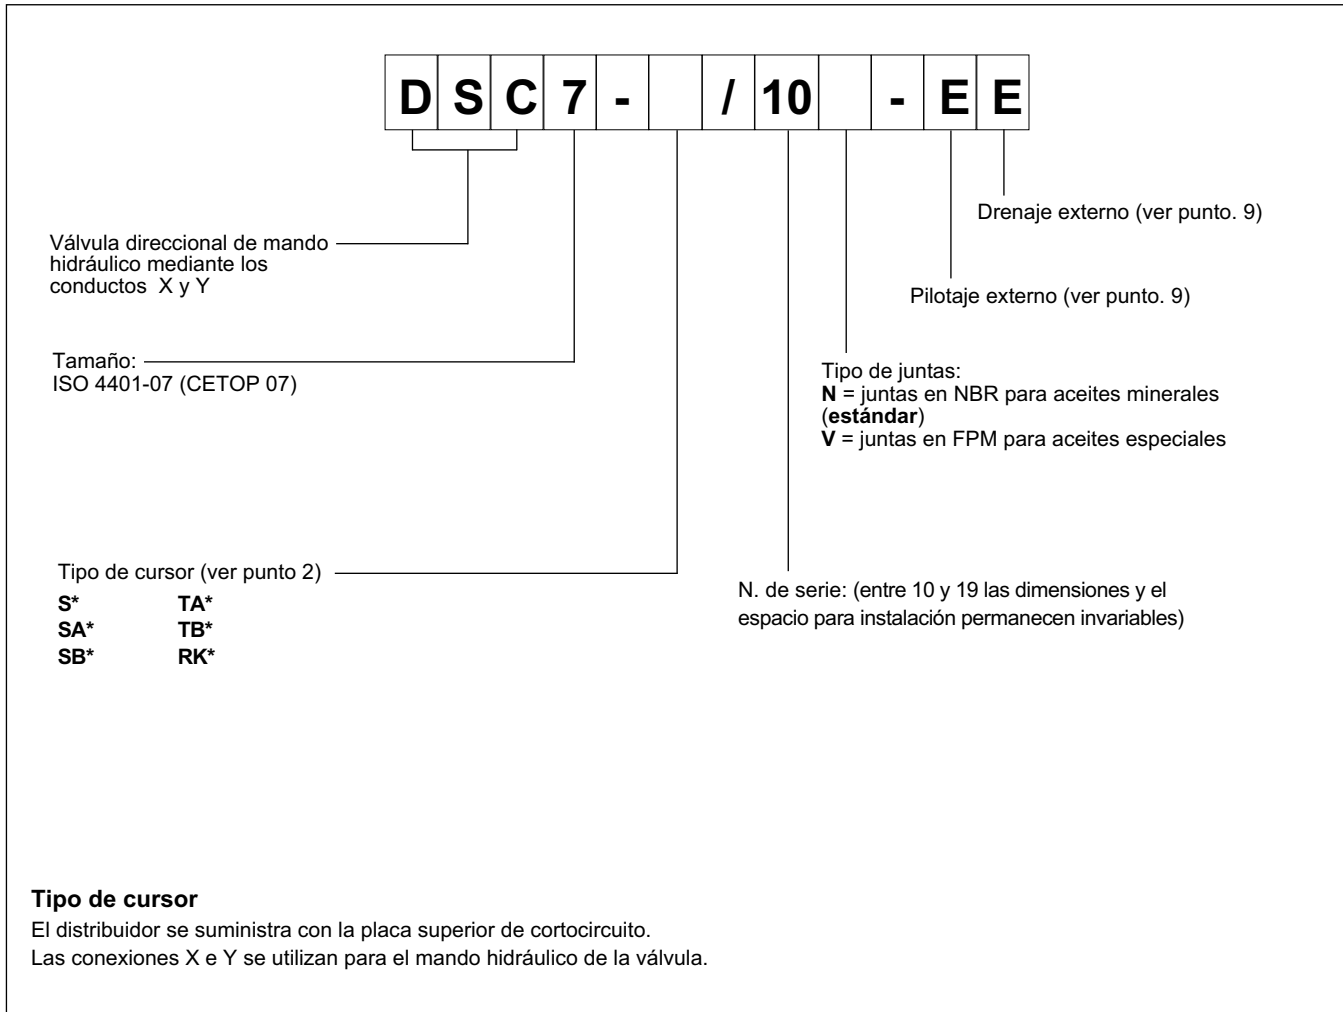 DSC7- /10 -EE
Drenaje externo (ver punto. 9)
Válvula direccional de mando
hidráulico mediante los
conductos X y Y
Pilotaje externo (ver punto. 9)
Tamaño:
ISO 4401-07 (CETOP 07)
Tipo de juntas:
N = juntas en NBR para aceites minerales
(estándar)
V = juntas en FPM para aceites especiales
Tipo de cursor (ver punto 2)
S* TA*
SA* TB*
SB* RK*
N. de serie: (entre 10 y 19 las dimensiones y el
espacio para instalación permanecen invariables)
Tipo de cursor
El distribuidor se suministra con la placa superior de cortocircuito.
Las conexiones X e Y se utilizan para el mando hidráulico de la válvula.